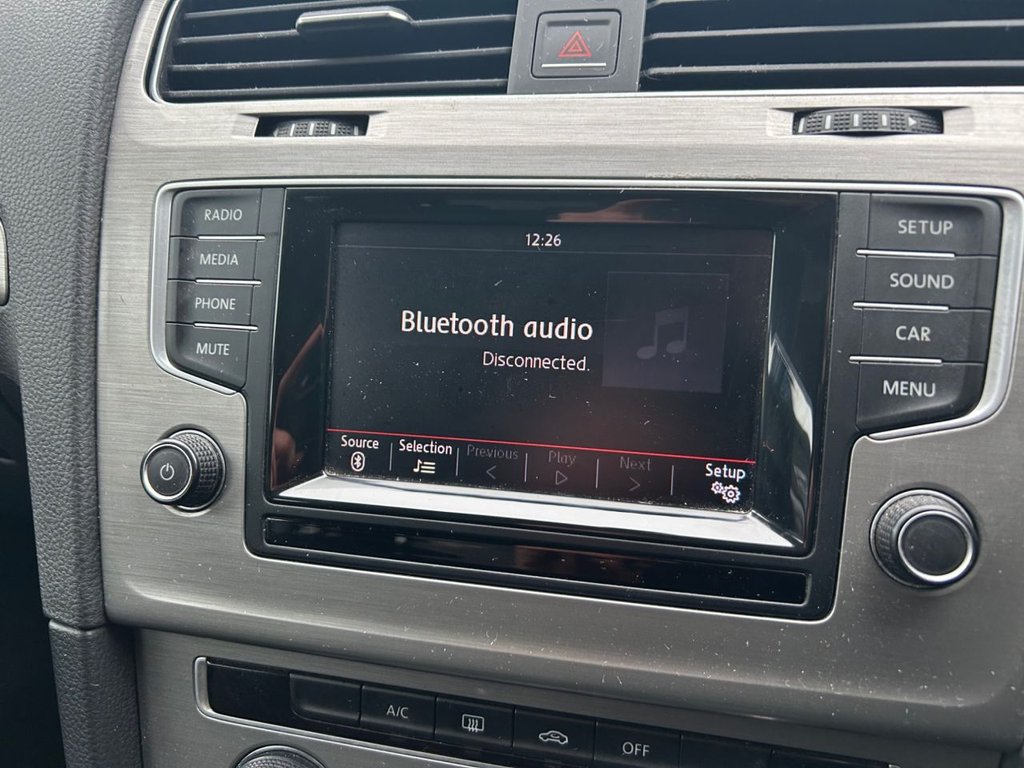 RADIO
MEDIA
PHONE
MUTE
12:26
Bluetooth audio
Disconnected.
Source
Selection
Previous
Play
Next
Setup
SETUP
SOUND
CAR
MENU
A/C
OFF